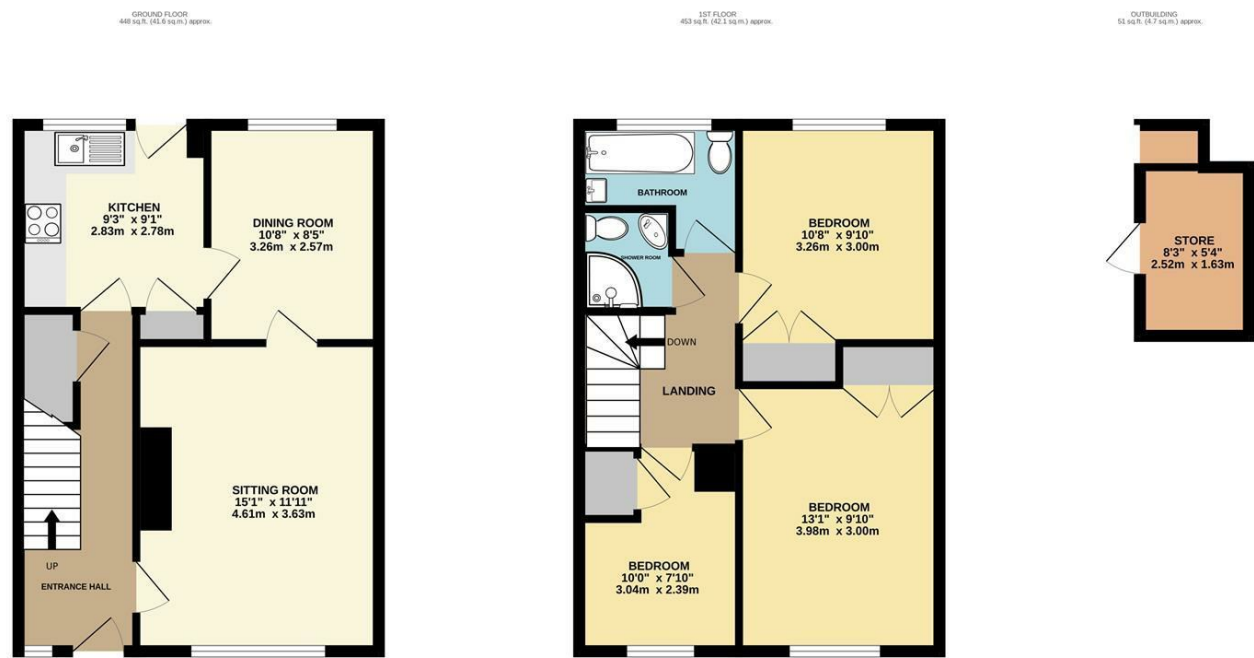 GROUND FLOOR
448 sq.ft. (41.6 sq.m.) approx.
1ST FLOOR
453 sq.ft. (42.1 sq.m.) approx.
OUTBUILDING
51 sq.ft. (4.7 sq.m.) approx.
KITCHEN
9'3" x 9'1"
2.83m x 2.78m
DINING ROOM
10'8" x 8'5"
3.26m x 2.57m
SITTING ROOM
15'1" x 11'11"
4.61m x 3.63m
UP
ENTRANCE HALL
BATHROOM
SHOWER ROOM
BEDROOM
10'8" x 9'10"
3.26m x 3.00m
DOWN
LANDING
BEDROOM
13'1" x 9'10"
3.98m x 3.00m
BEDROOM
10'0" x 7'10"
3.04m x 2.39m
STORE
8'3" x 5'4"
2.52m x 1.63m